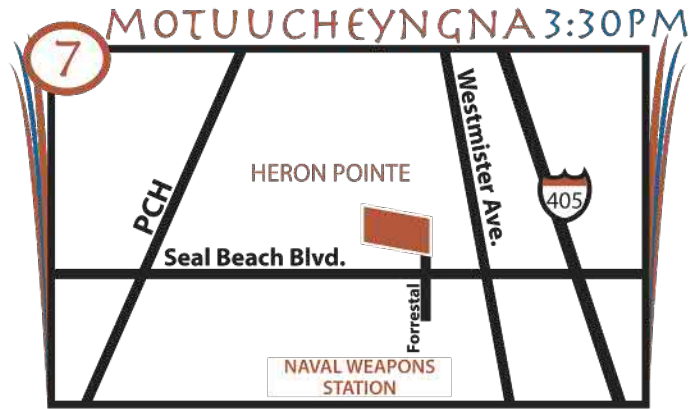 MOTUUCHEYNGNA 3:30PM
7
Westmister Ave.
HERON POINTE
405
PCH
Seal Beach Blvd.
Forrestal
NAVAL WEAPONS
STATION